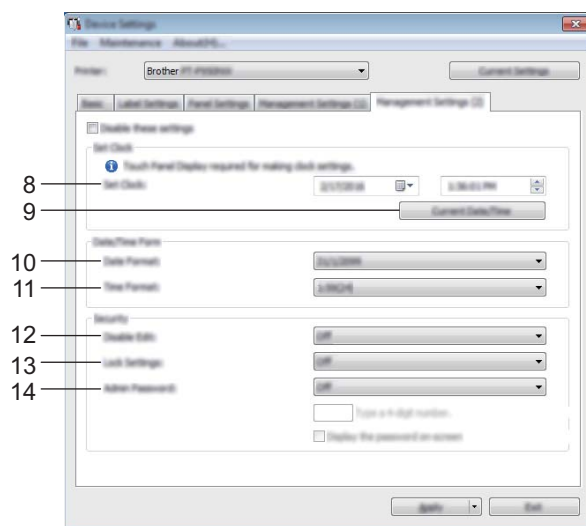 Device Settings
File Maintenance About(H)...
Printer: Brother Current Settings
Basic Label Settings Panel Settings Management Settings (1) Management Settings (2)
Disable these settings
Set Clock
Touch Panel Display required for making clock settings.
8 Set Clock: 2/17/2016 1:36:01 PM
9 Current Date/Time
Date/Time Form
10 Date Format:
11 Time Format:
Security
12 Disable Edit: Off
13 Lock Settings: Off
14 Admin Password: Off
Type a 4-digit number.
Display the password on screen
Apply Exit